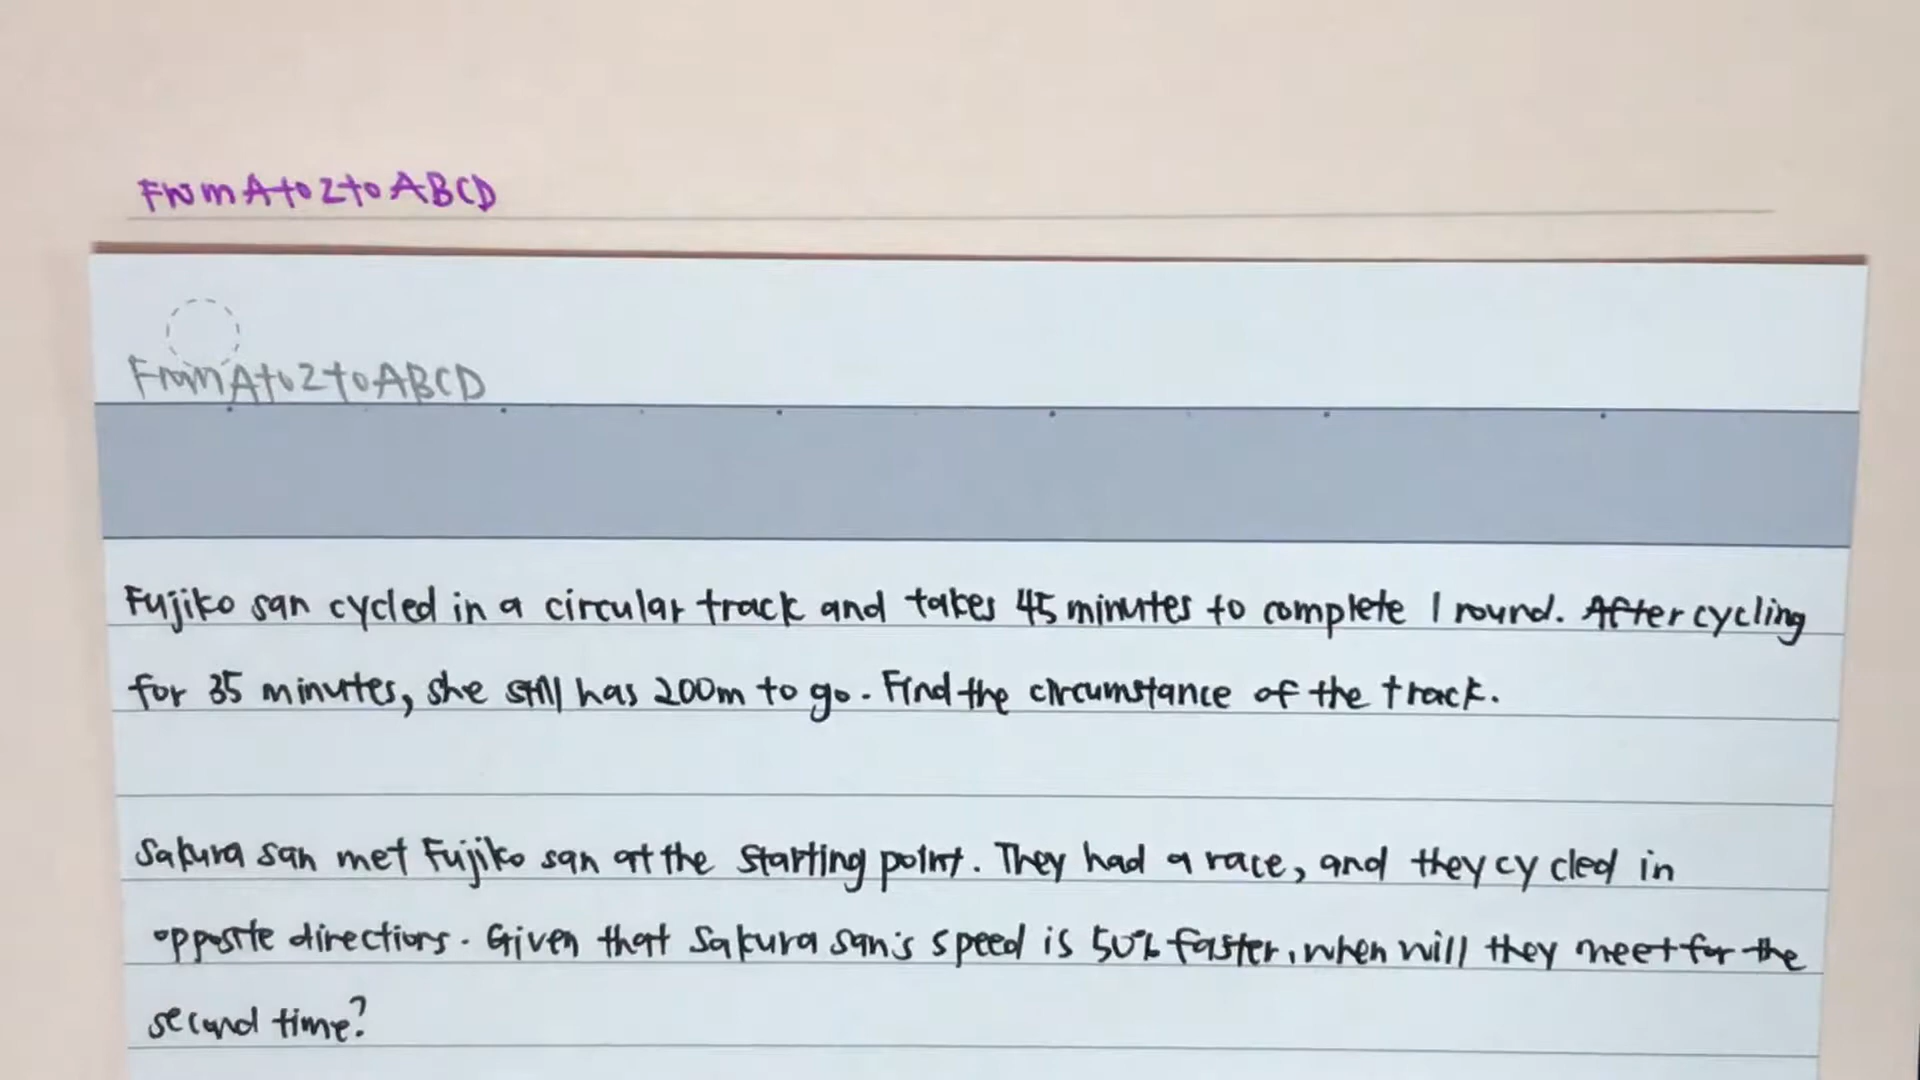 From A to Z to ABCD
From A to Z to ABCD
Fujiko san cycled in a circular track and takes 45 minutes to complete 1 round. After cycling
for 35 minutes, she still has 200m to go. Find the circumstance of the track.
Sakura san met Fujiko san at the starting point. They had a race, and they cycled in
opposite directions. Given that Sakura san's speed is 50% faster, when will they meet for the
second time?